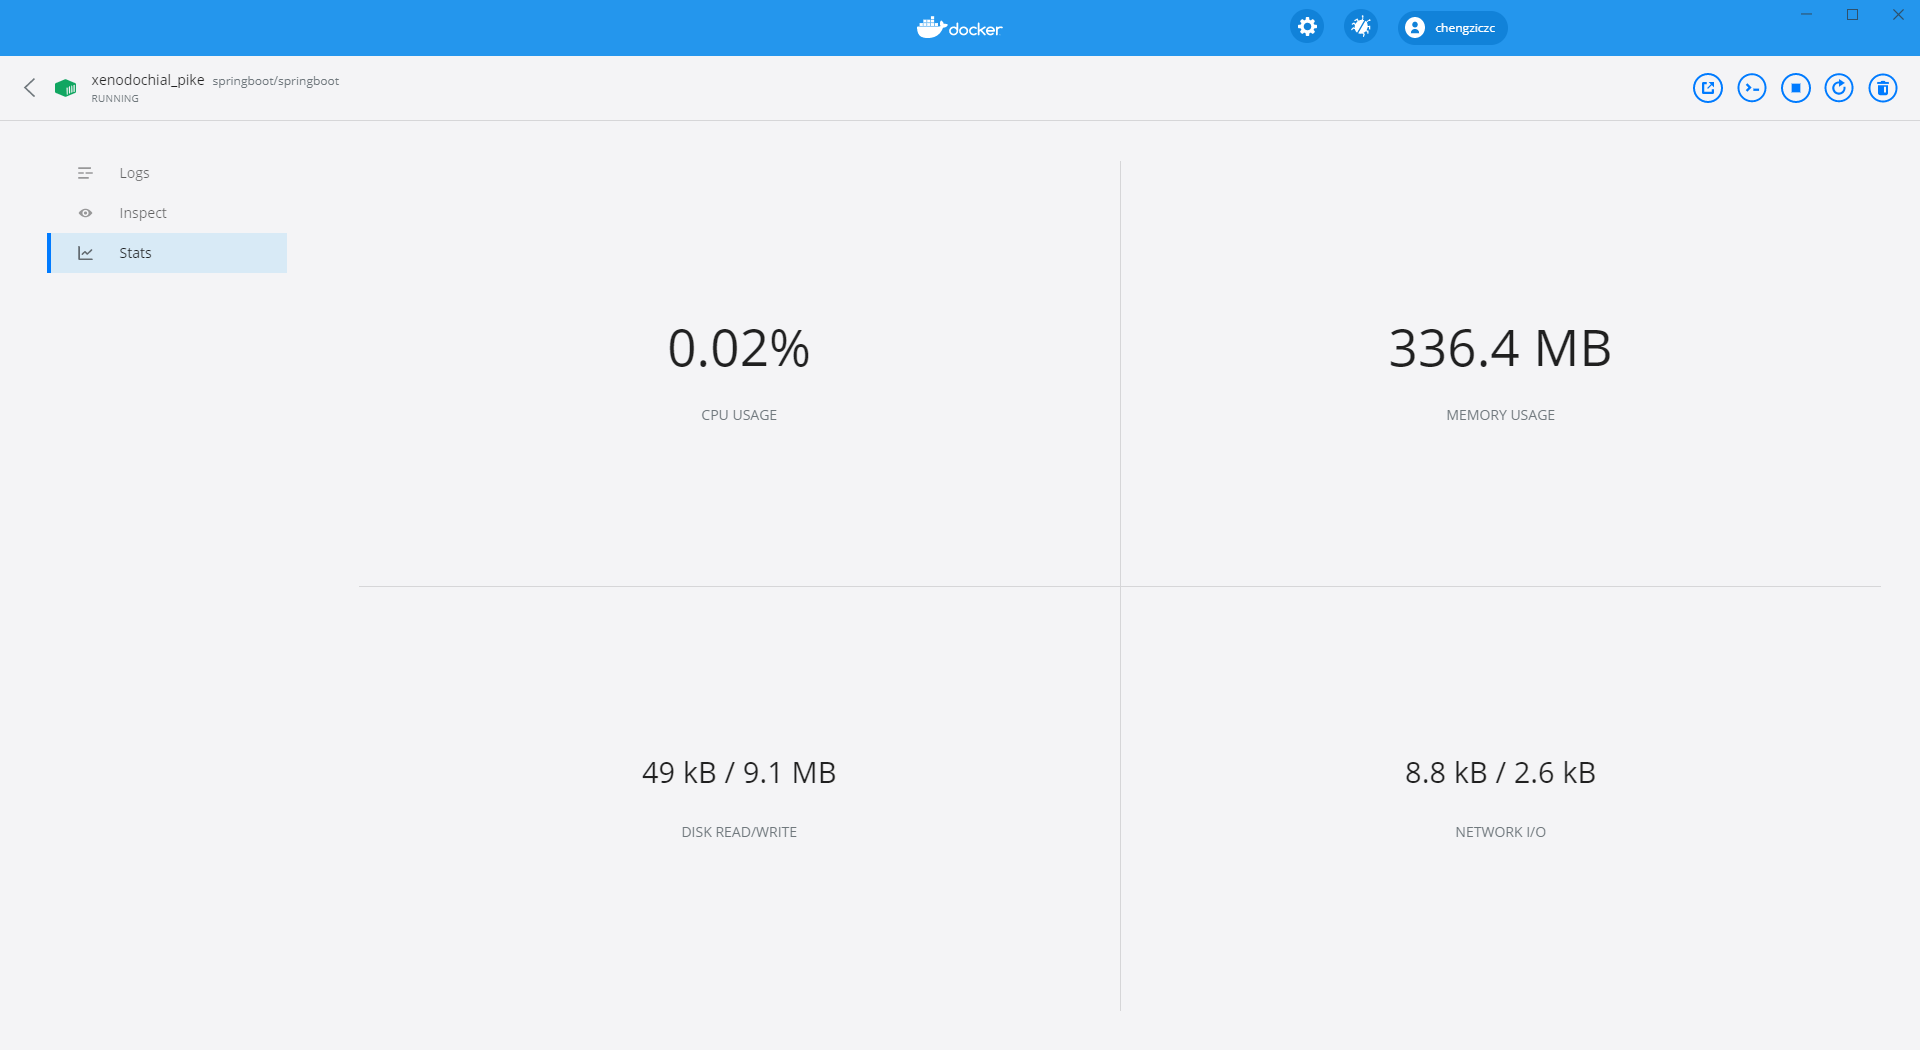 docker
chengziczc
xenodochial_pike springboot/springboot
RUNNING
Logs
Inspect
Stats
0.02%
CPU USAGE
336.4 MB
MEMORY USAGE
49 kB / 9.1 MB
DISK READ/WRITE
8.8 kB / 2.6 kB
NETWORK I/O